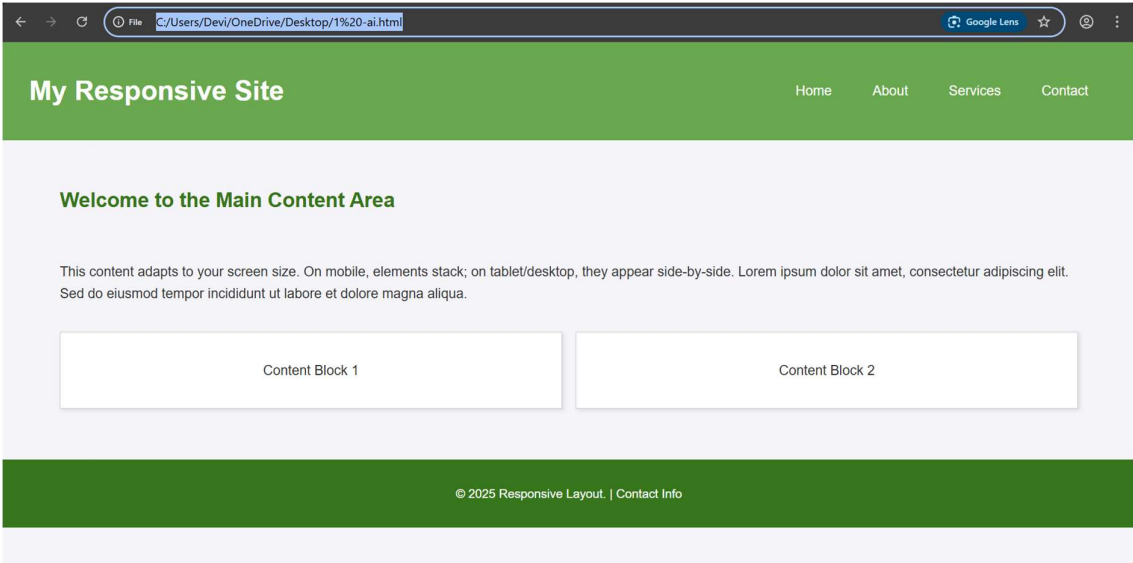 File C:/Users/Devi/OneDrive/Desktop/1%20-ai.html Google Lens
My Responsive Site Home About Services Contact
Welcome to the Main Content Area
This content adapts to your screen size. On mobile, elements stack; on tablet/desktop, they appear side-by-side. Lorem ipsum dolor sit amet, consectetur adipiscing elit.
Sed do eiusmod tempor incididunt ut labore et dolore magna aliqua.
Content Block 1 Content Block 2
© 2025 Responsive Layout. | Contact Info